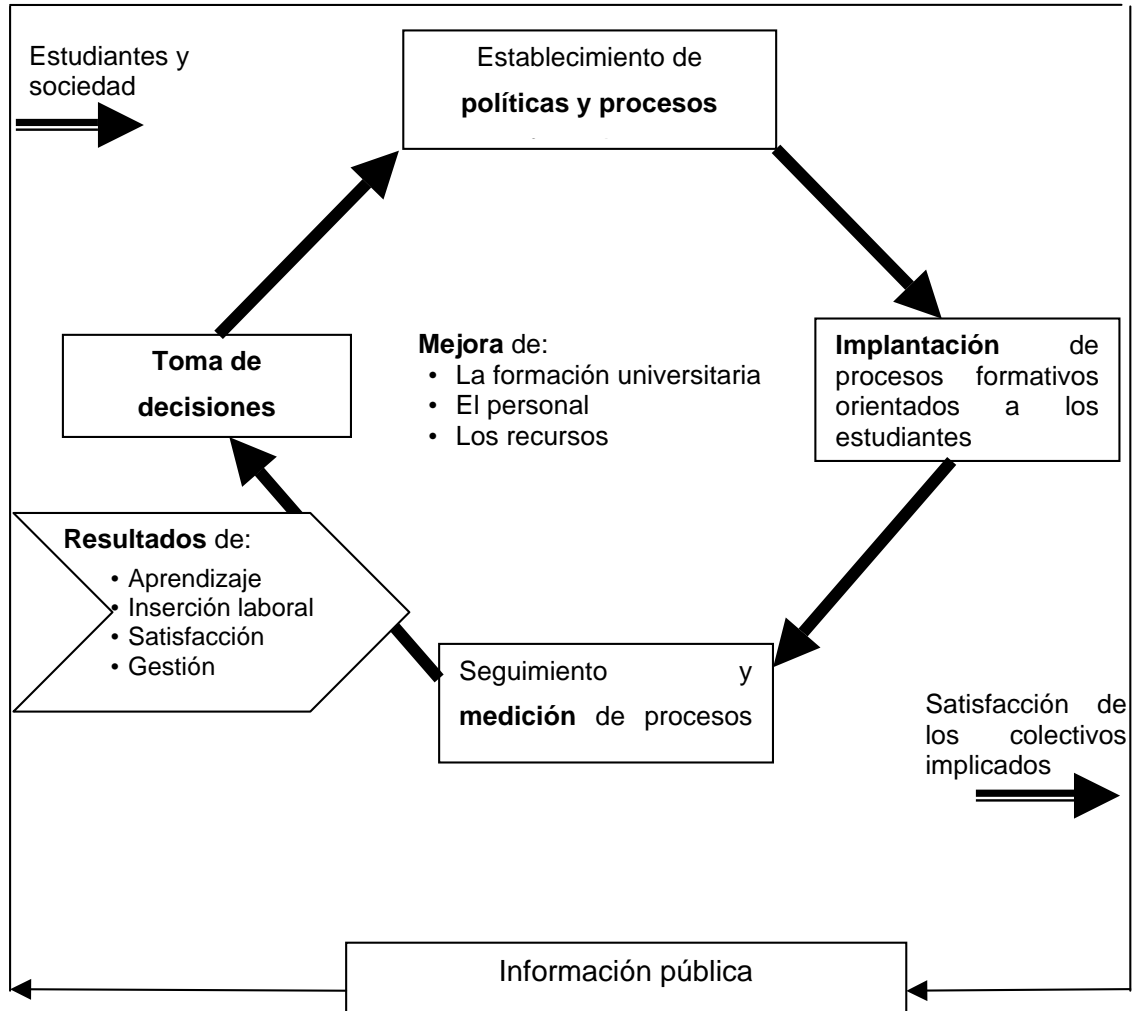 Estudiantes y
sociedad
Establecimiento de
políticas y procesos
Toma de
decisiones
Mejora de:
• La formación universitaria
• El personal
• Los recursos
Implantación de
procesos formativos
orientados a los
estudiantes
Resultados de:
• Aprendizaje
• Inserción laboral
• Satisfacción
• Gestión
Seguimiento y
medición de procesos
Satisfacción de
los colectivos
implicados
Información pública